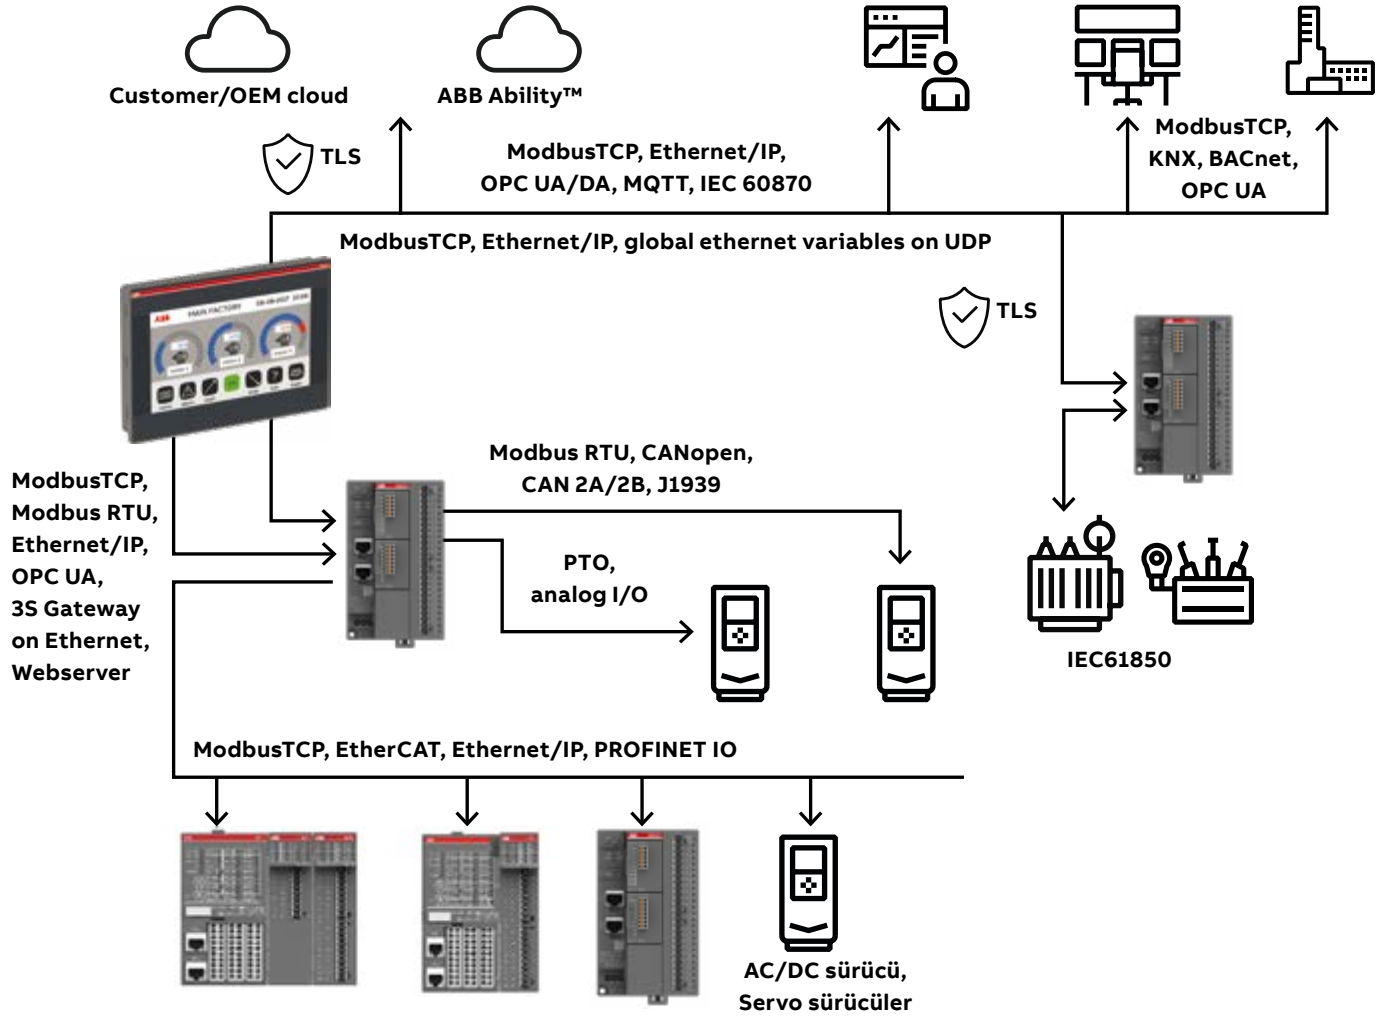 Customer/OEM cloud
ABB Ability™
TLS
ModbusTCP, Ethernet/IP,
OPC UA/DA, MQTT, IEC 60870
ModbusTCP,
KNX, BACnet,
OPC UA
ModbusTCP, Ethernet/IP, global ethernet variables on UDP
TLS
ABB
MAIN FACTORY
ModbusTCP,
Modbus RTU,
Ethernet/IP,
OPC UA,
3S Gateway
on Ethernet,
Webserver
Modbus RTU, CANopen,
CAN 2A/2B, J1939
PTO,
analog I/O
IEC61850
ModbusTCP, EtherCAT, Ethernet/IP, PROFINET IO
AC/DC sürücü,
Servo sürücüler